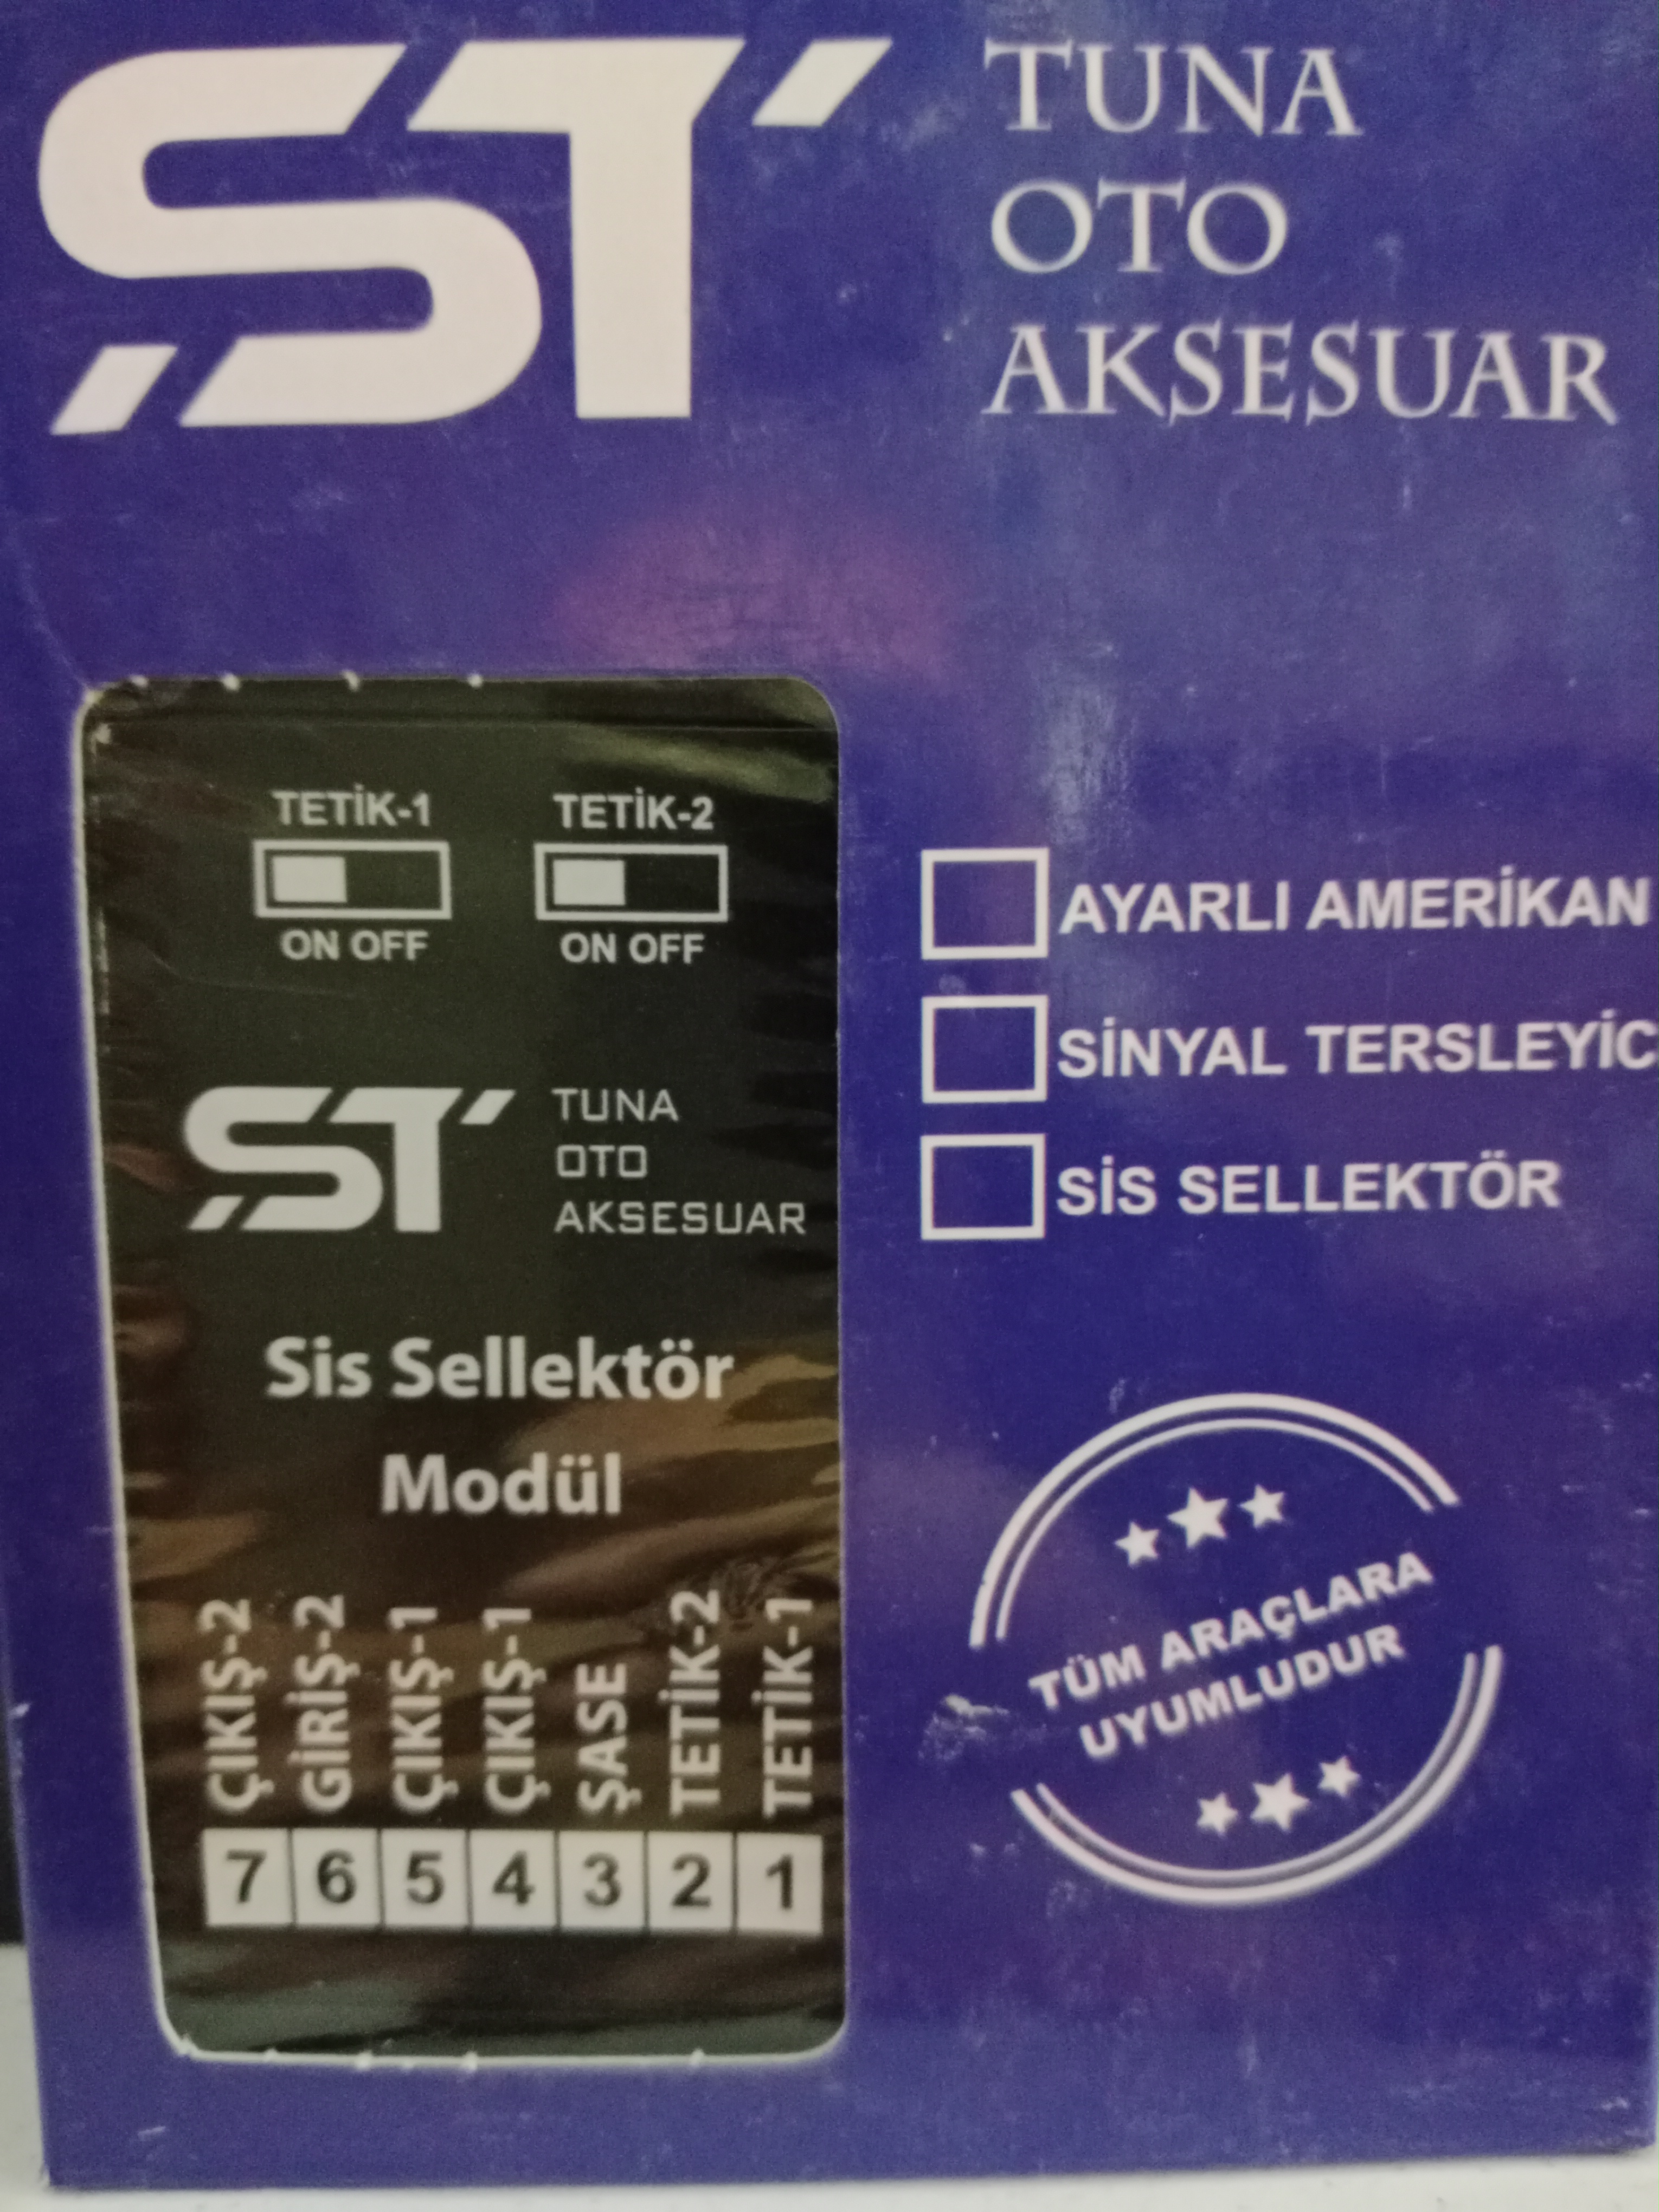 ST
TUNA
OTO
AKSESUAR
TETİK-1 TETİK-2
ON OFF ON OFF
ST TUNA
OTO
AKSESUAR
Sis Sellektör
Modül
ÇIKIŞ-2
GİRİŞ-2
ÇIKIŞ-1
ÇIKIŞ-1
ŞASE
TETİK-2
TETİK-1
7 6 5 4 3 2 1
AYARLI AMERİKAN
SİNYAL TERSLEYİC
SİS SELLEKTÖR
TÜM ARAÇLARA
UYUMLUDUR